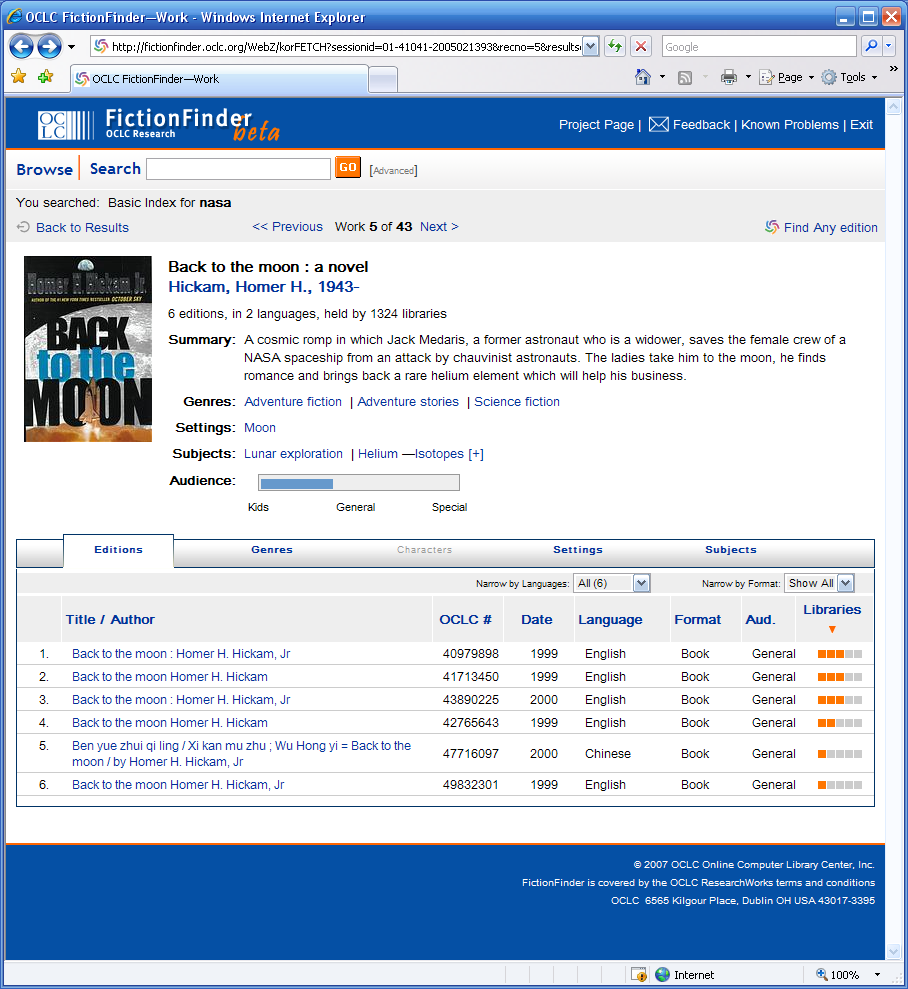 OCLC FictionFinder—Work - Windows Internet Explorer
http://fictionfinder.oclc.org/WebZ/korFETCH?sessionid=01-41041-2005021393&recno=5&results
Google
OCLC FictionFinder—Work
Page
Tools
OCLC
FictionFinder
OCLC Research
beta
Project Page | Feedback | Known Problems | Exit
Browse Search GO [Advanced]
You searched: Basic Index for nasa
Back to Results << Previous Work 5 of 43 Next > Find Any edition
Homer H. Hickam, Jr.
AUTHOR OF THE #1 NEW YORK TIMES BESTSELLER OCTOBER SKY
BACK
to the
MOON
Back to the moon : a novel
Hickam, Homer H., 1943-
6 editions, in 2 languages, held by 1324 libraries
Summary: A cosmic romp in which Jack Medaris, a former astronaut who is a widower, saves the female crew of a
NASA spaceship from an attack by chauvinist astronauts. The ladies take him to the moon, he finds
romance and brings back a rare helium element which will help his business.
Genres: Adventure fiction | Adventure stories | Science fiction
Settings: Moon
Subjects: Lunar exploration | Helium —Isotopes [+]
Audience:
Kids General Special
Editions Genres Characters Settings Subjects
Narrow by Languages: All (6) Narrow by Format: Show All
Title / Author OCLC # Date Language Format Aud. Libraries
1. Back to the moon : Homer H. Hickam, Jr 40979898 1999 English Book General
2. Back to the moon Homer H. Hickam 41713450 1999 English Book General
3. Back to the moon : Homer H. Hickam, Jr 43890225 2000 English Book General
4. Back to the moon Homer H. Hickam 42765643 1999 English Book General
5. Ben yue zhui qi ling / Xi kan mu zhu ; Wu Hong yi = Back to the
moon / by Homer H. Hickam, Jr 47716097 2000 Chinese Book General
6. Back to the moon Homer H. Hickam, Jr 49832301 1999 English Book General
© 2007 OCLC Online Computer Library Center, Inc.
FictionFinder is covered by the OCLC ResearchWorks terms and conditions
OCLC 6565 Kilgour Place, Dublin OH USA 43017-3395
Internet 100%